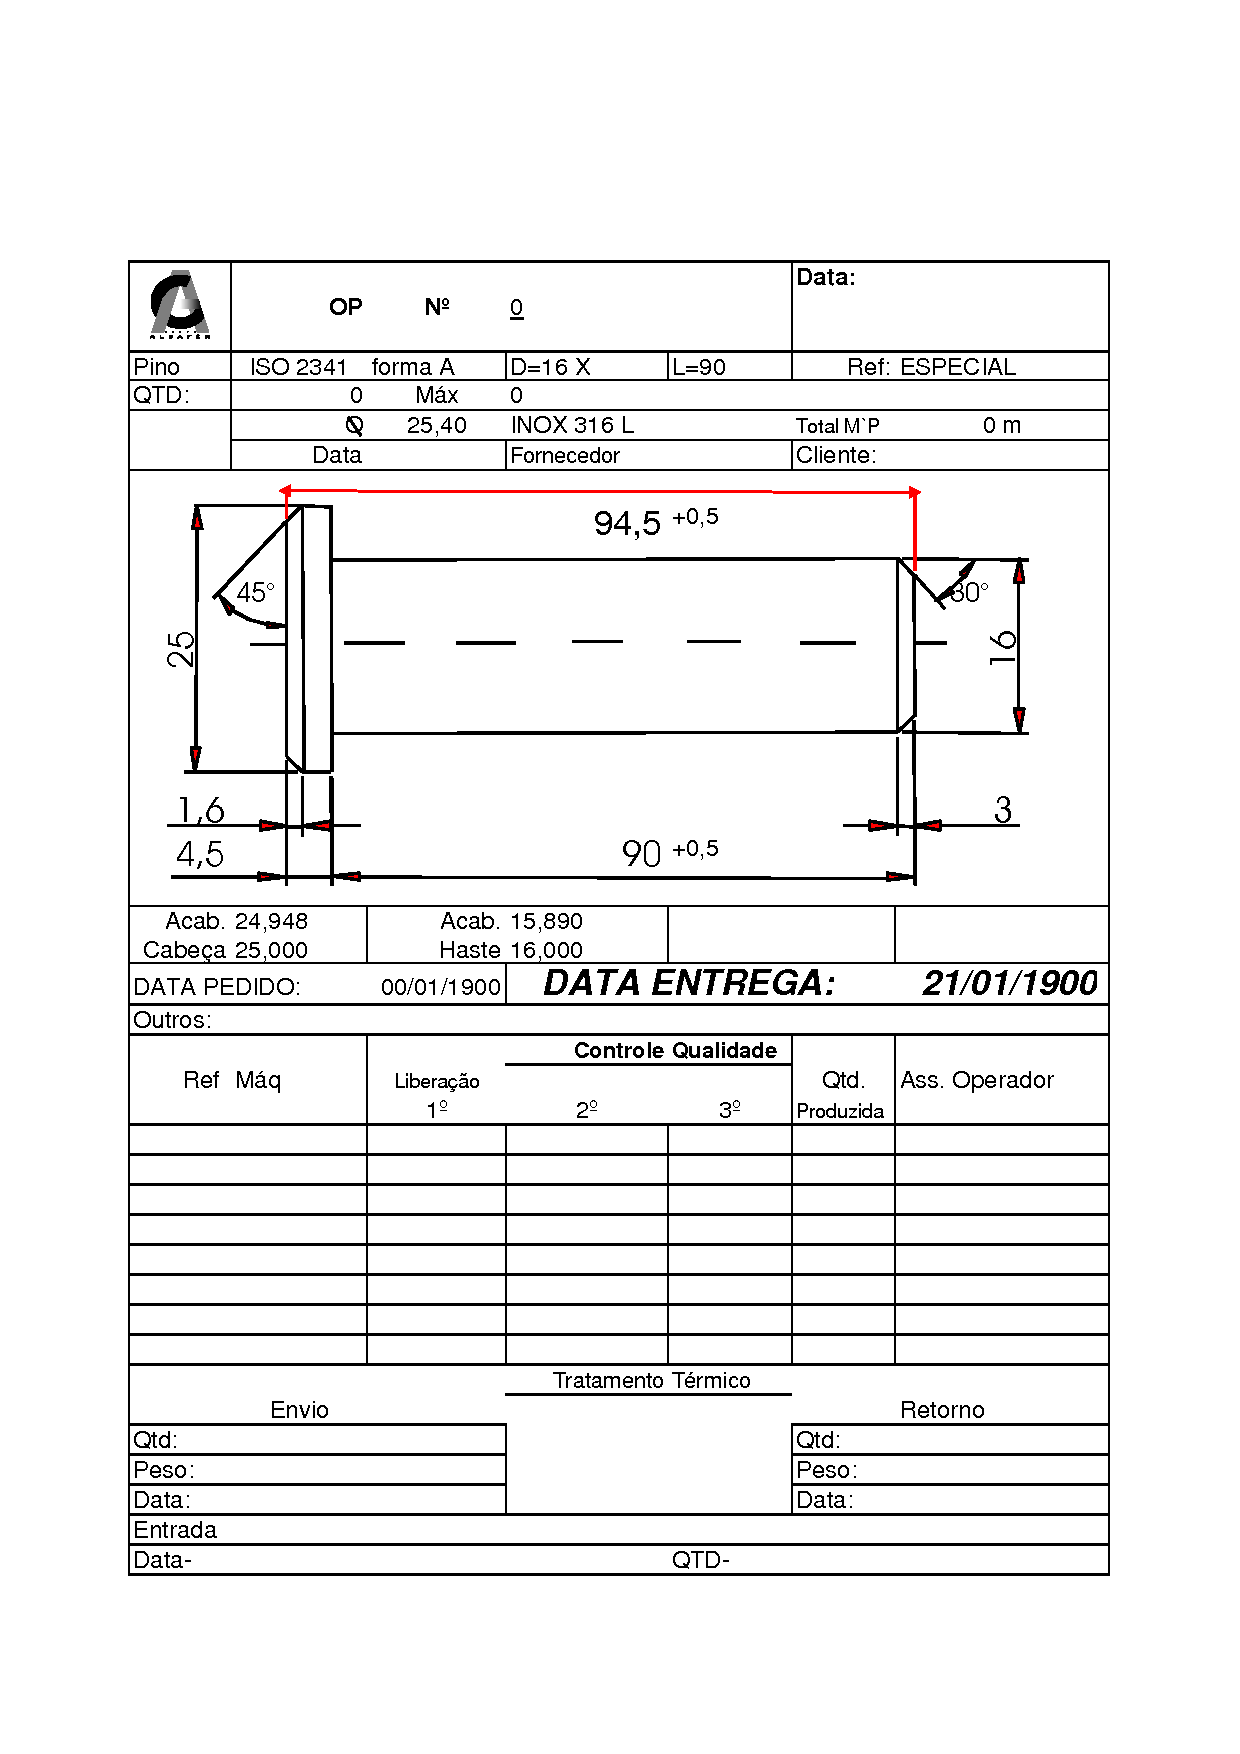 ALBAFER
Data:
OP Nº 0
Pino ISO 2341 forma A D=16 X L=90 Ref: ESPECIAL
QTD: 0 Máx 0
Ø 25,40 INOX 316 L Total M`P 0 m
Data Fornecedor Cliente:
94,5 +0,5
45° 30°
25 16
1,6 3
4,5 90 +0,5
Acab. 24,948 Acab. 15,890
Cabeça 25,000 Haste 16,000
DATA PEDIDO: 00/01/1900 DATA ENTREGA: 21/01/1900
Outros:
Controle Qualidade
Ref Máq Liberação Qtd. Ass. Operador
1º 2º 3º Produzida
Tratamento Térmico
Envio Retorno
Qtd: Qtd:
Peso: Peso:
Data: Data:
Entrada
Data- QTD-